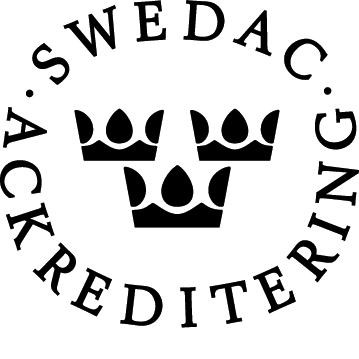 · SWEDAC ·
ACKREDITERING